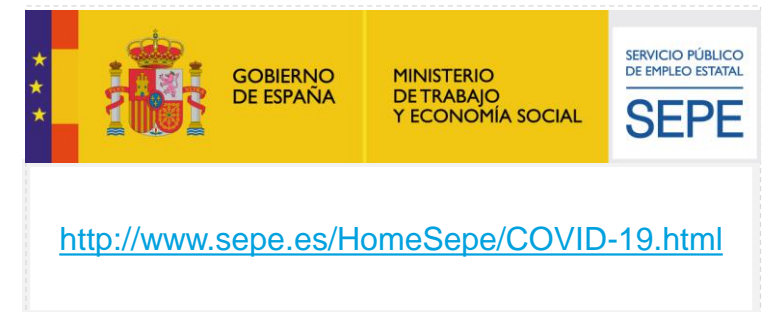 GOBIERNO
DE ESPAÑA
MINISTERIO
DE TRABAJO
Y ECONOMÍA SOCIAL
SERVICIO PÚBLICO
DE EMPLEO ESTATAL
SEPE
http://www.sepe.es/HomeSepe/COVID-19.html